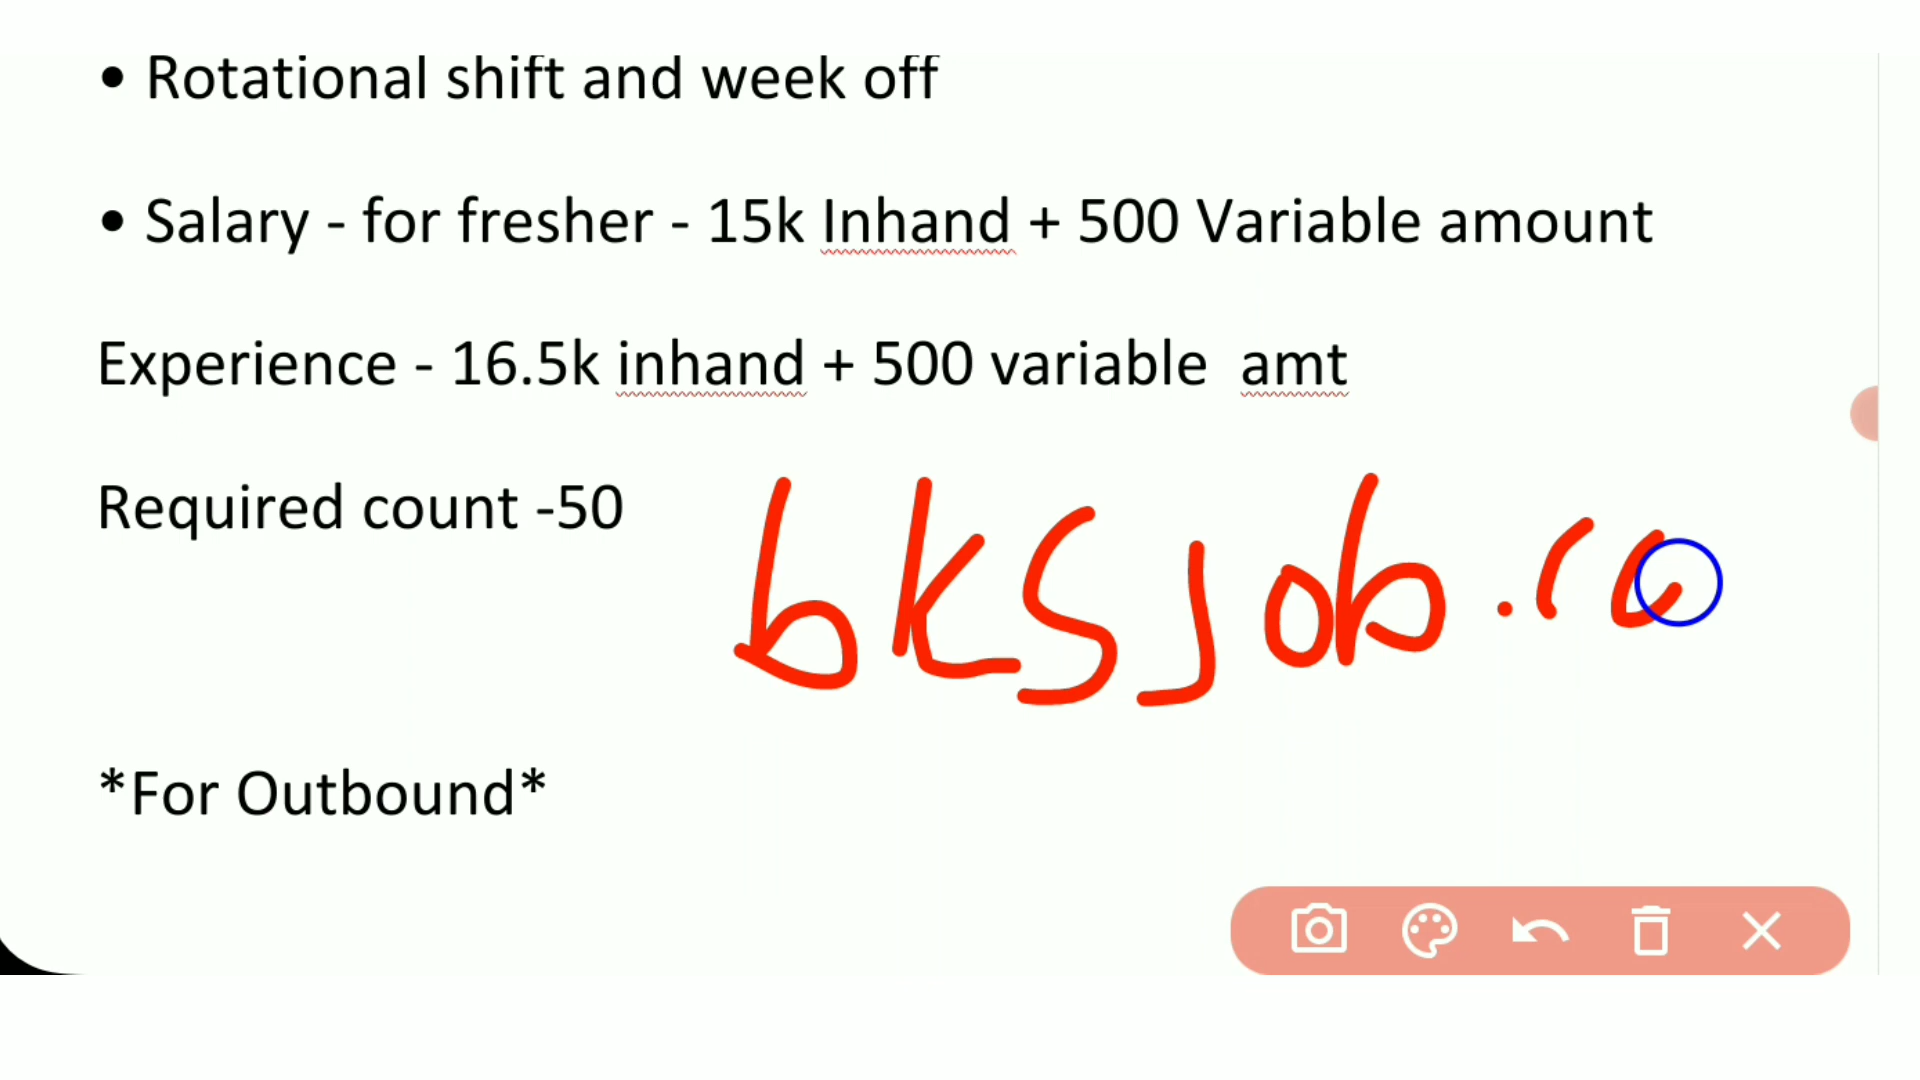 • Rotational shift and week off
• Salary - for fresher - 15k Inhand + 500 Variable amount
Experience - 16.5k inhand + 500 variable  amt
Required count -50
bksjob.co
*For Outbound*